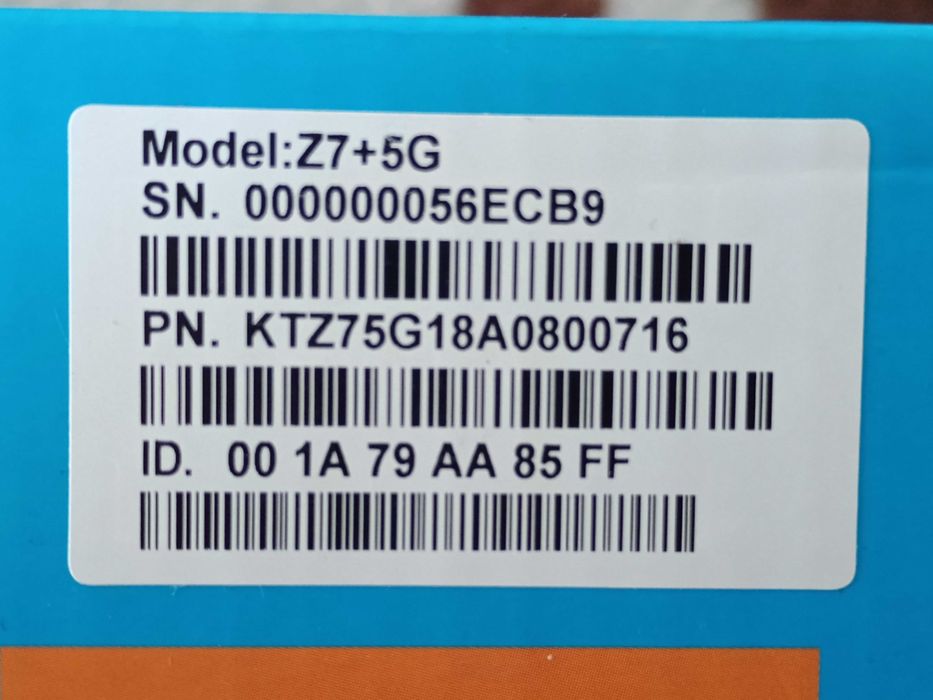 Model:Z7+5G
SN. 000000056ECB9
PN. KTZ75G18A0800716
ID. 00 1A 79 AA 85 FF